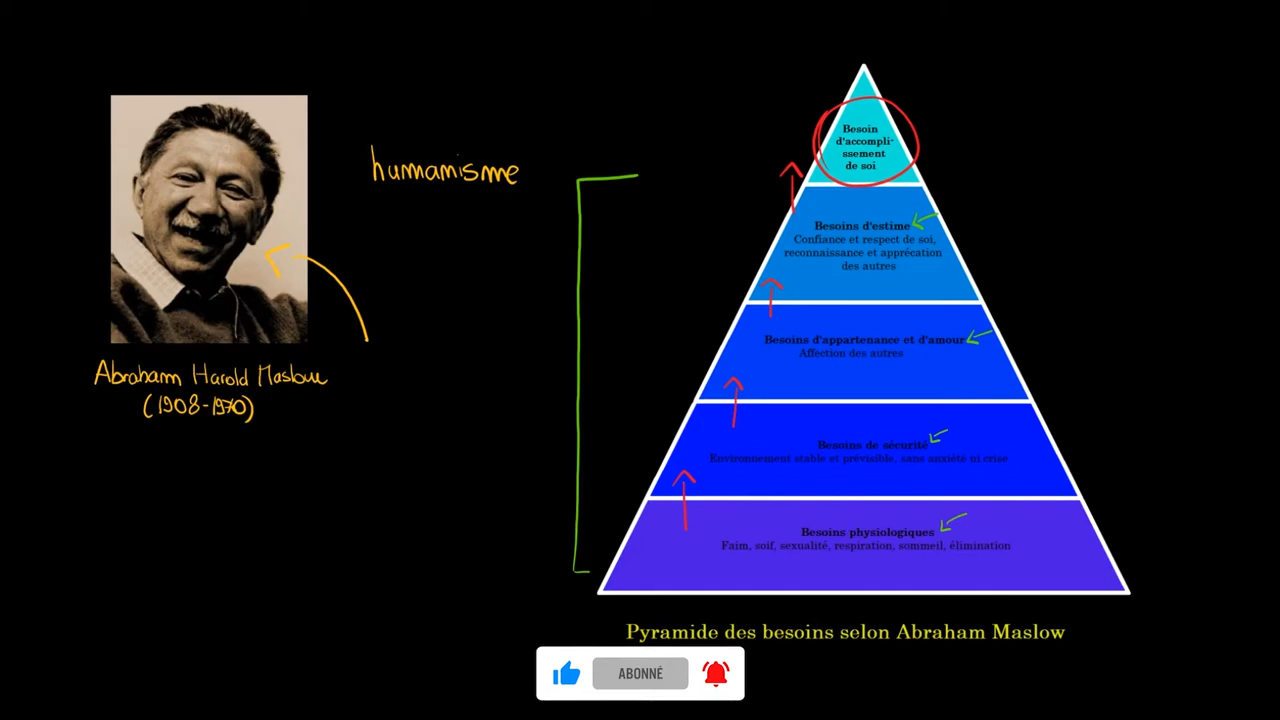 humanisme
Abraham Harold Maslow
(1908-1970)
Besoin
d'accompli-
ssement
de soi
Besoins d'estime
Confiance et respect de soi,
reconnaissance et apprécation
des autres
Besoins d'appartenance et d'amour
Affection des autres
Besoins de sécurité
Environnement stable et prévisible, sans anxiété ni crise
Besoins physiologiques
Faim, soif, sexualité, respiration, sommeil, élimination
Pyramide des besoins selon Abraham Maslow
ABONNÉ